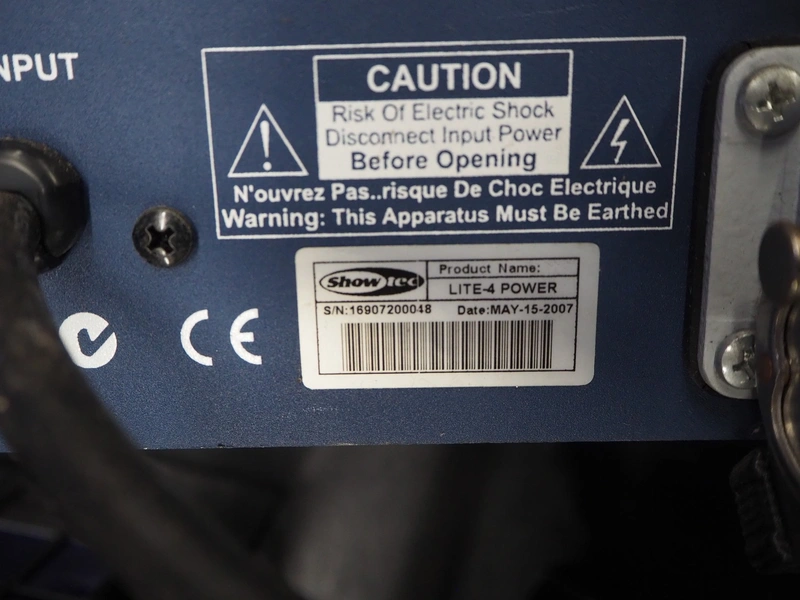 NPUT
CAUTION
Risk Of Electric Shock
Disconnect Input Power
Before Opening
N'ouvrez Pas..risque De Choc Electrique
Warning: This Apparatus Must Be Earthed
Showtec
Product Name:
LITE-4 POWER
S/N:16907200048 Date:MAY-15-2007
CE